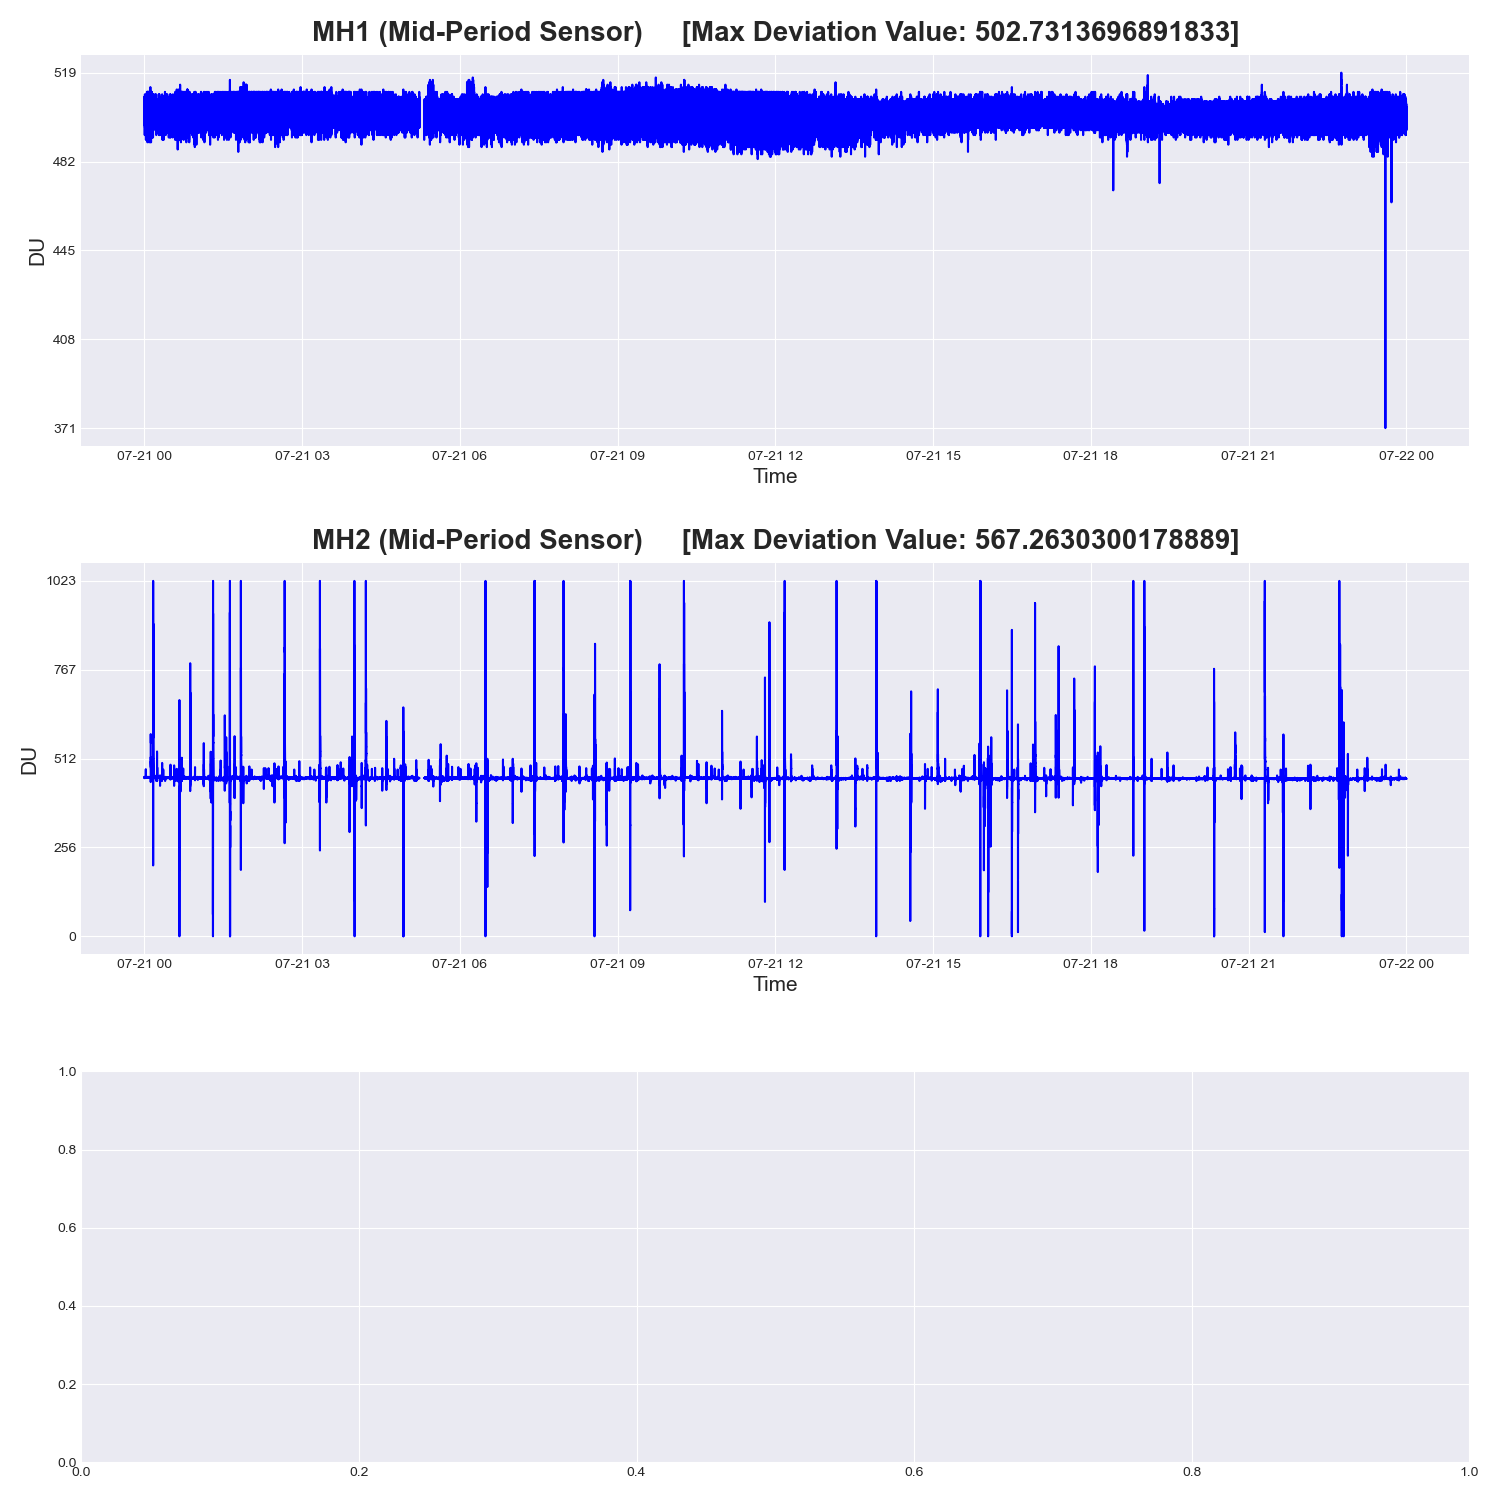 MH1 (Mid-Period Sensor)     [Max Deviation Value: 502.7313696891833]
519
482
445
408
371
DU
07-21 00 07-21 03 07-21 06 07-21 09 07-21 12 07-21 15 07-21 18 07-21 21 07-22 00
Time
MH2 (Mid-Period Sensor)     [Max Deviation Value: 567.2630300178889]
1023
767
512
256
0
DU
07-21 00 07-21 03 07-21 06 07-21 09 07-21 12 07-21 15 07-21 18 07-21 21 07-22 00
Time
1.0
0.8
0.6
0.4
0.2
0.0
0.0 0.2 0.4 0.6 0.8 1.0